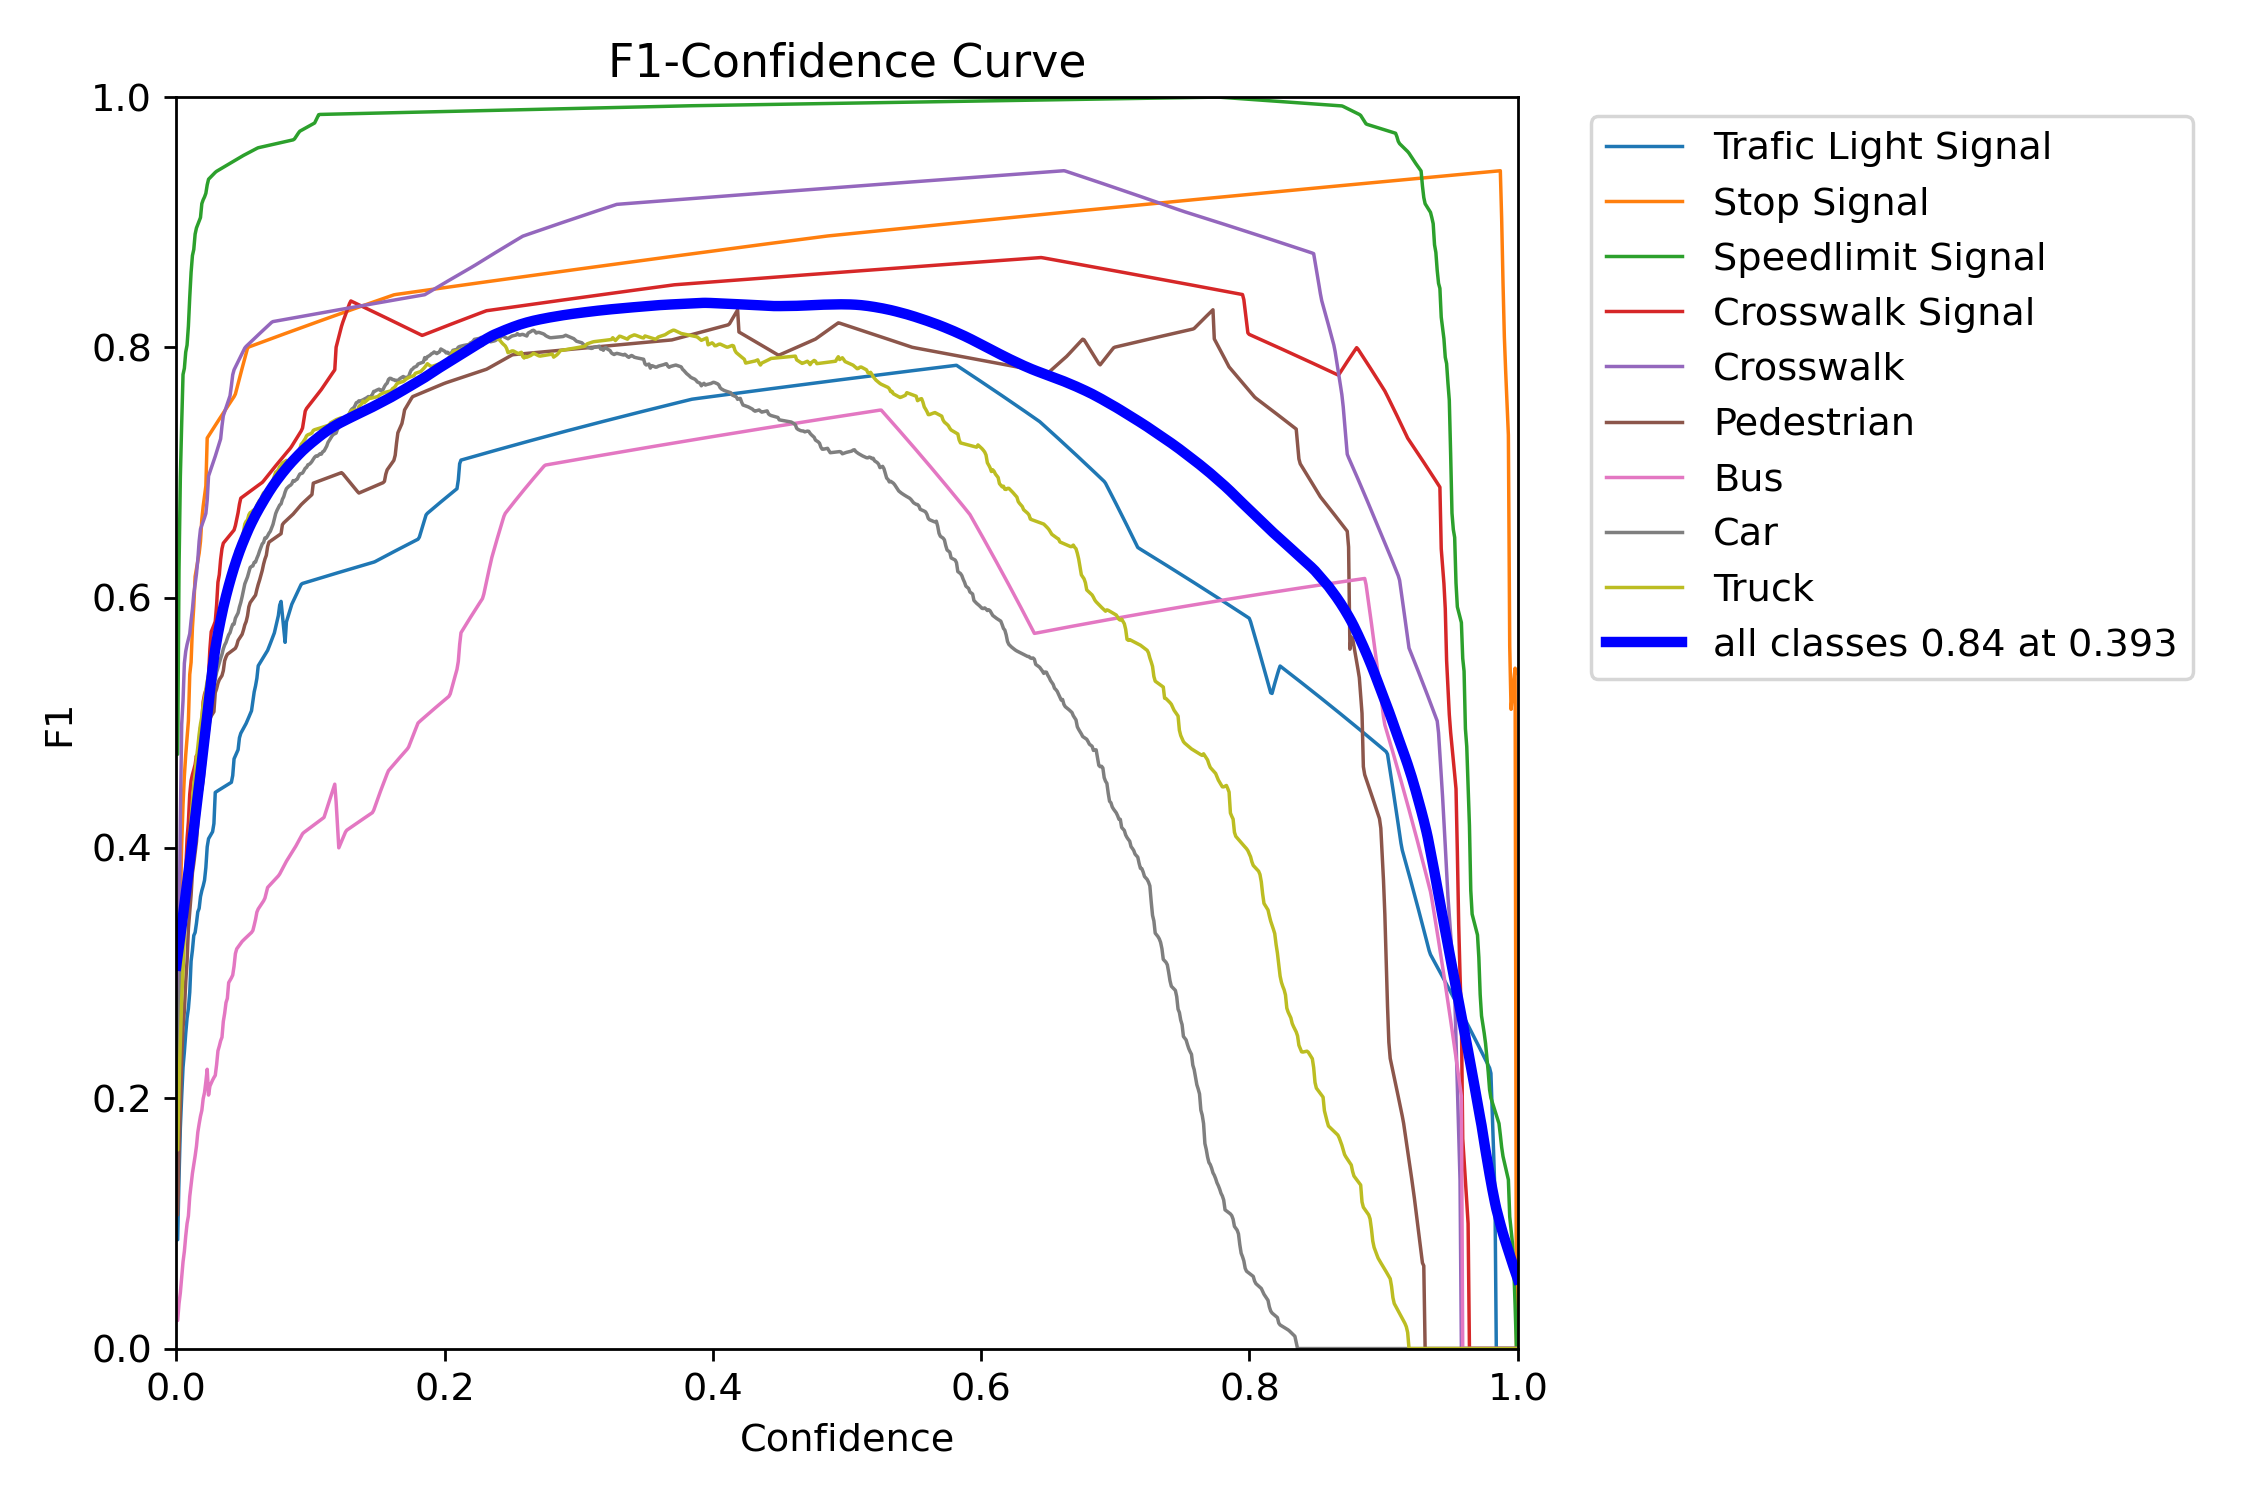 F1-Confidence Curve
1.0
0.8
0.6
0.4
0.2
0.0
F1
0.0 0.2 0.4 0.6 0.8 1.0
Confidence
Trafic Light Signal
Stop Signal
Speedlimit Signal
Crosswalk Signal
Crosswalk
Pedestrian
Bus
Car
Truck
all classes 0.84 at 0.393